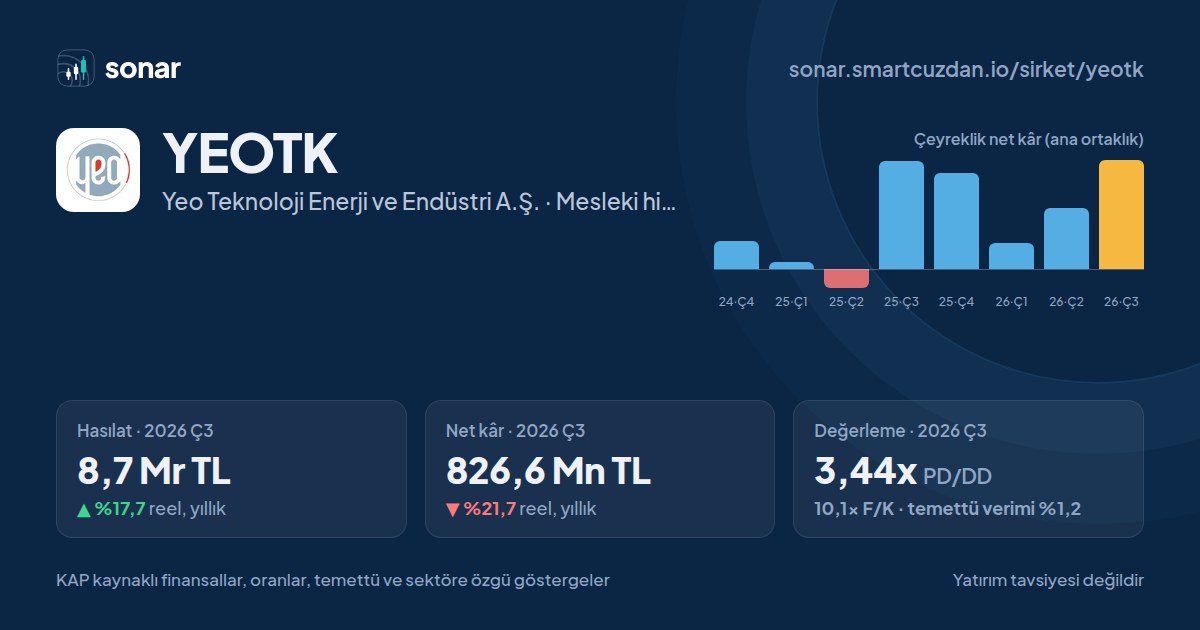 sonar
sonar.smartcuzdan.io/sirket/yeotk
yeo
YEOTK
Yeo Teknoloji Enerji ve Endüstri A.Ş. · Mesleki hi...
Çeyreklik net kâr (ana ortaklık)
24-Ç4 25-Ç1 25-Ç2 25-Ç3 25-Ç4 26-Ç1 26-Ç2 26-Ç3
Hasılat · 2026 Ç3
8,7 Mr TL
▲ %17,7 reel, yıllık
Net kâr · 2026 Ç3
826,6 Mn TL
▼ %21,7 reel, yıllık
Değerleme · 2026 Ç3
3,44x PD/DD
10,1× F/K · temettü verimi %1,2
KAP kaynaklı finansallar, oranlar, temettü ve sektöre özgü göstergeler
Yatırım tavsiyesi değildir